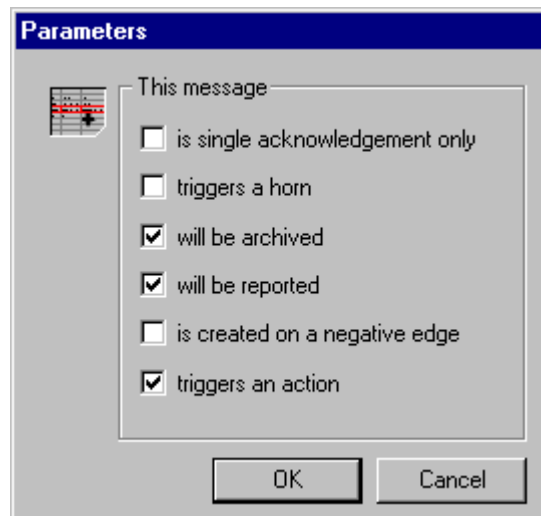 Parameters
This message
is single acknowledgement only
triggers a horn
will be archived
will be reported
is created on a negative edge
triggers an action
OK
Cancel